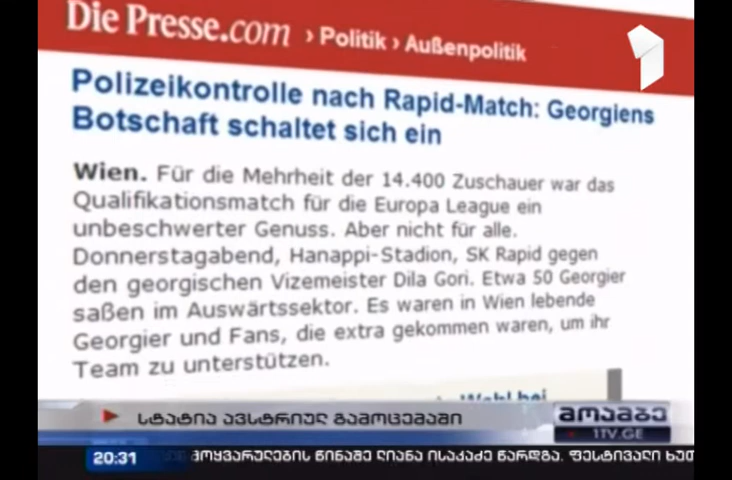 Die Presse.com › Politik › Außenpolitik
Polizeikontrolle nach Rapid-Match: Georgiens
Botschaft schaltet sich ein
Wien. Für die Mehrheit der 14.400 Zuschauer war das
Qualifikationsmatch für die Europa League ein
unbeschwerter Genuss. Aber nicht für alle.
Donnerstagabend, Hanappi-Stadion, SK Rapid gegen
den georgischen Vizemeister Dila Gori. Etwa 50 Georgier
saßen im Auswärtssektor. Es waren in Wien lebende
Georgier und Fans, die extra gekommen waren, um ihr
Team zu unterstützen.
სტატია ავსტრიულ გამოცემაში
მოამბე
1TV.GE
20:31 მოყვარულების წინაშე ლიანა ისაკაძე წარდგა. ფესტივალი ხუთ